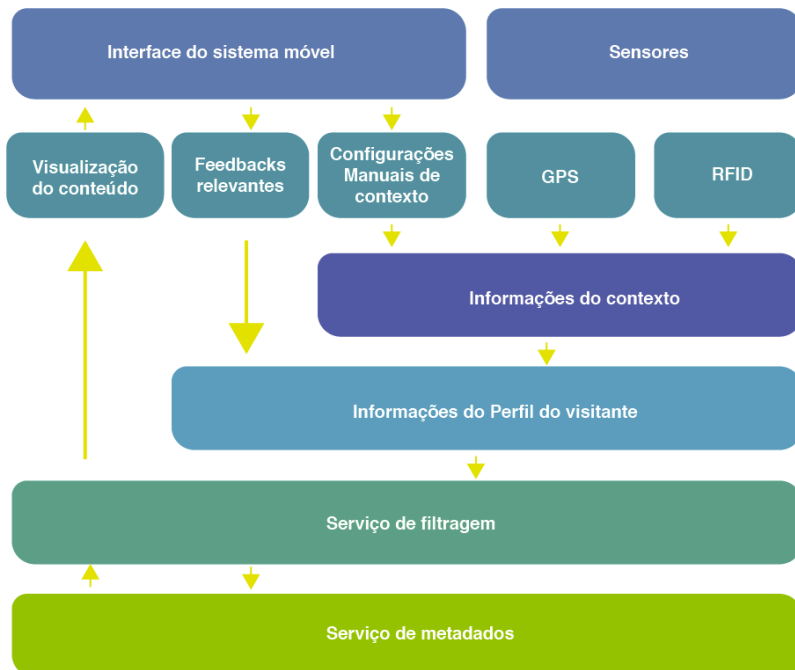 Interface do sistema móvel
Sensores
Visualização
do conteúdo
Feedbacks
relevantes
Configurações
Manuais de
contexto
GPS
RFID
Informações do contexto
Informações do Perfil do visitante
Serviço de filtragem
Serviço de metadados